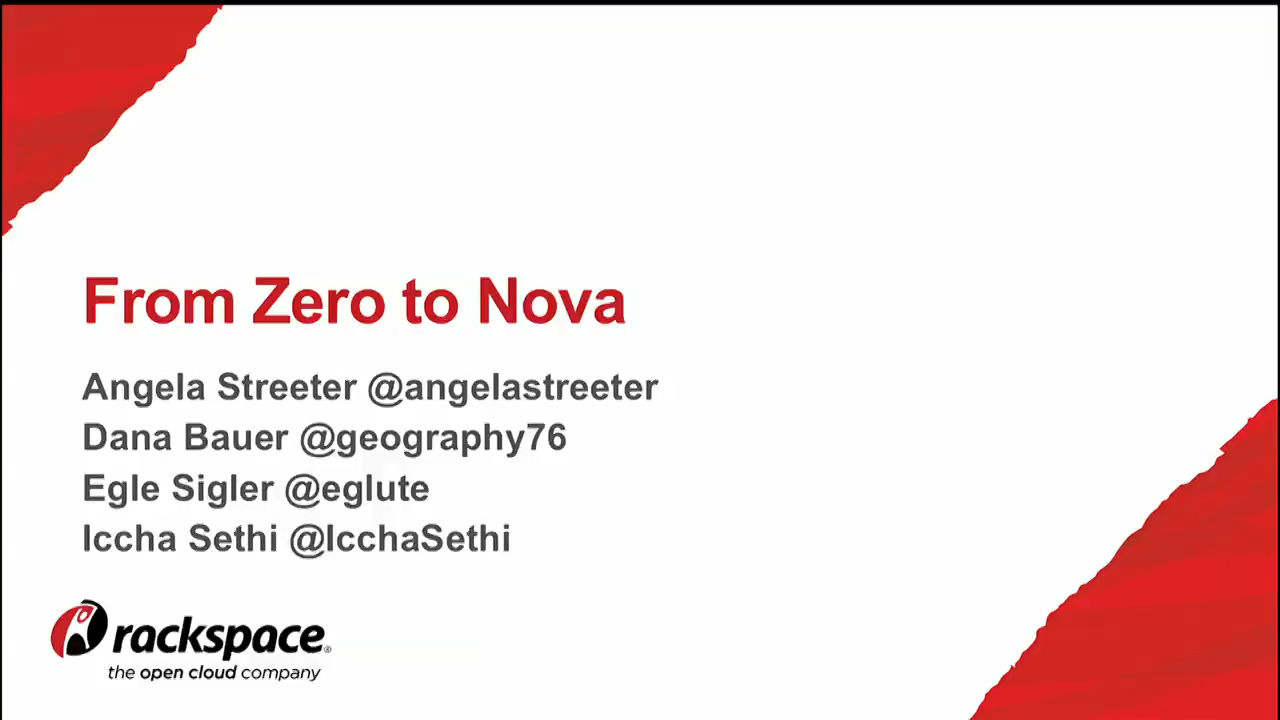 From Zero to Nova
Angela Streeter @angelastreeter
Dana Bauer @geography76
Egle Sigler @eglute
Iccha Sethi @IcchaSethi
rackspace®
the open cloud company